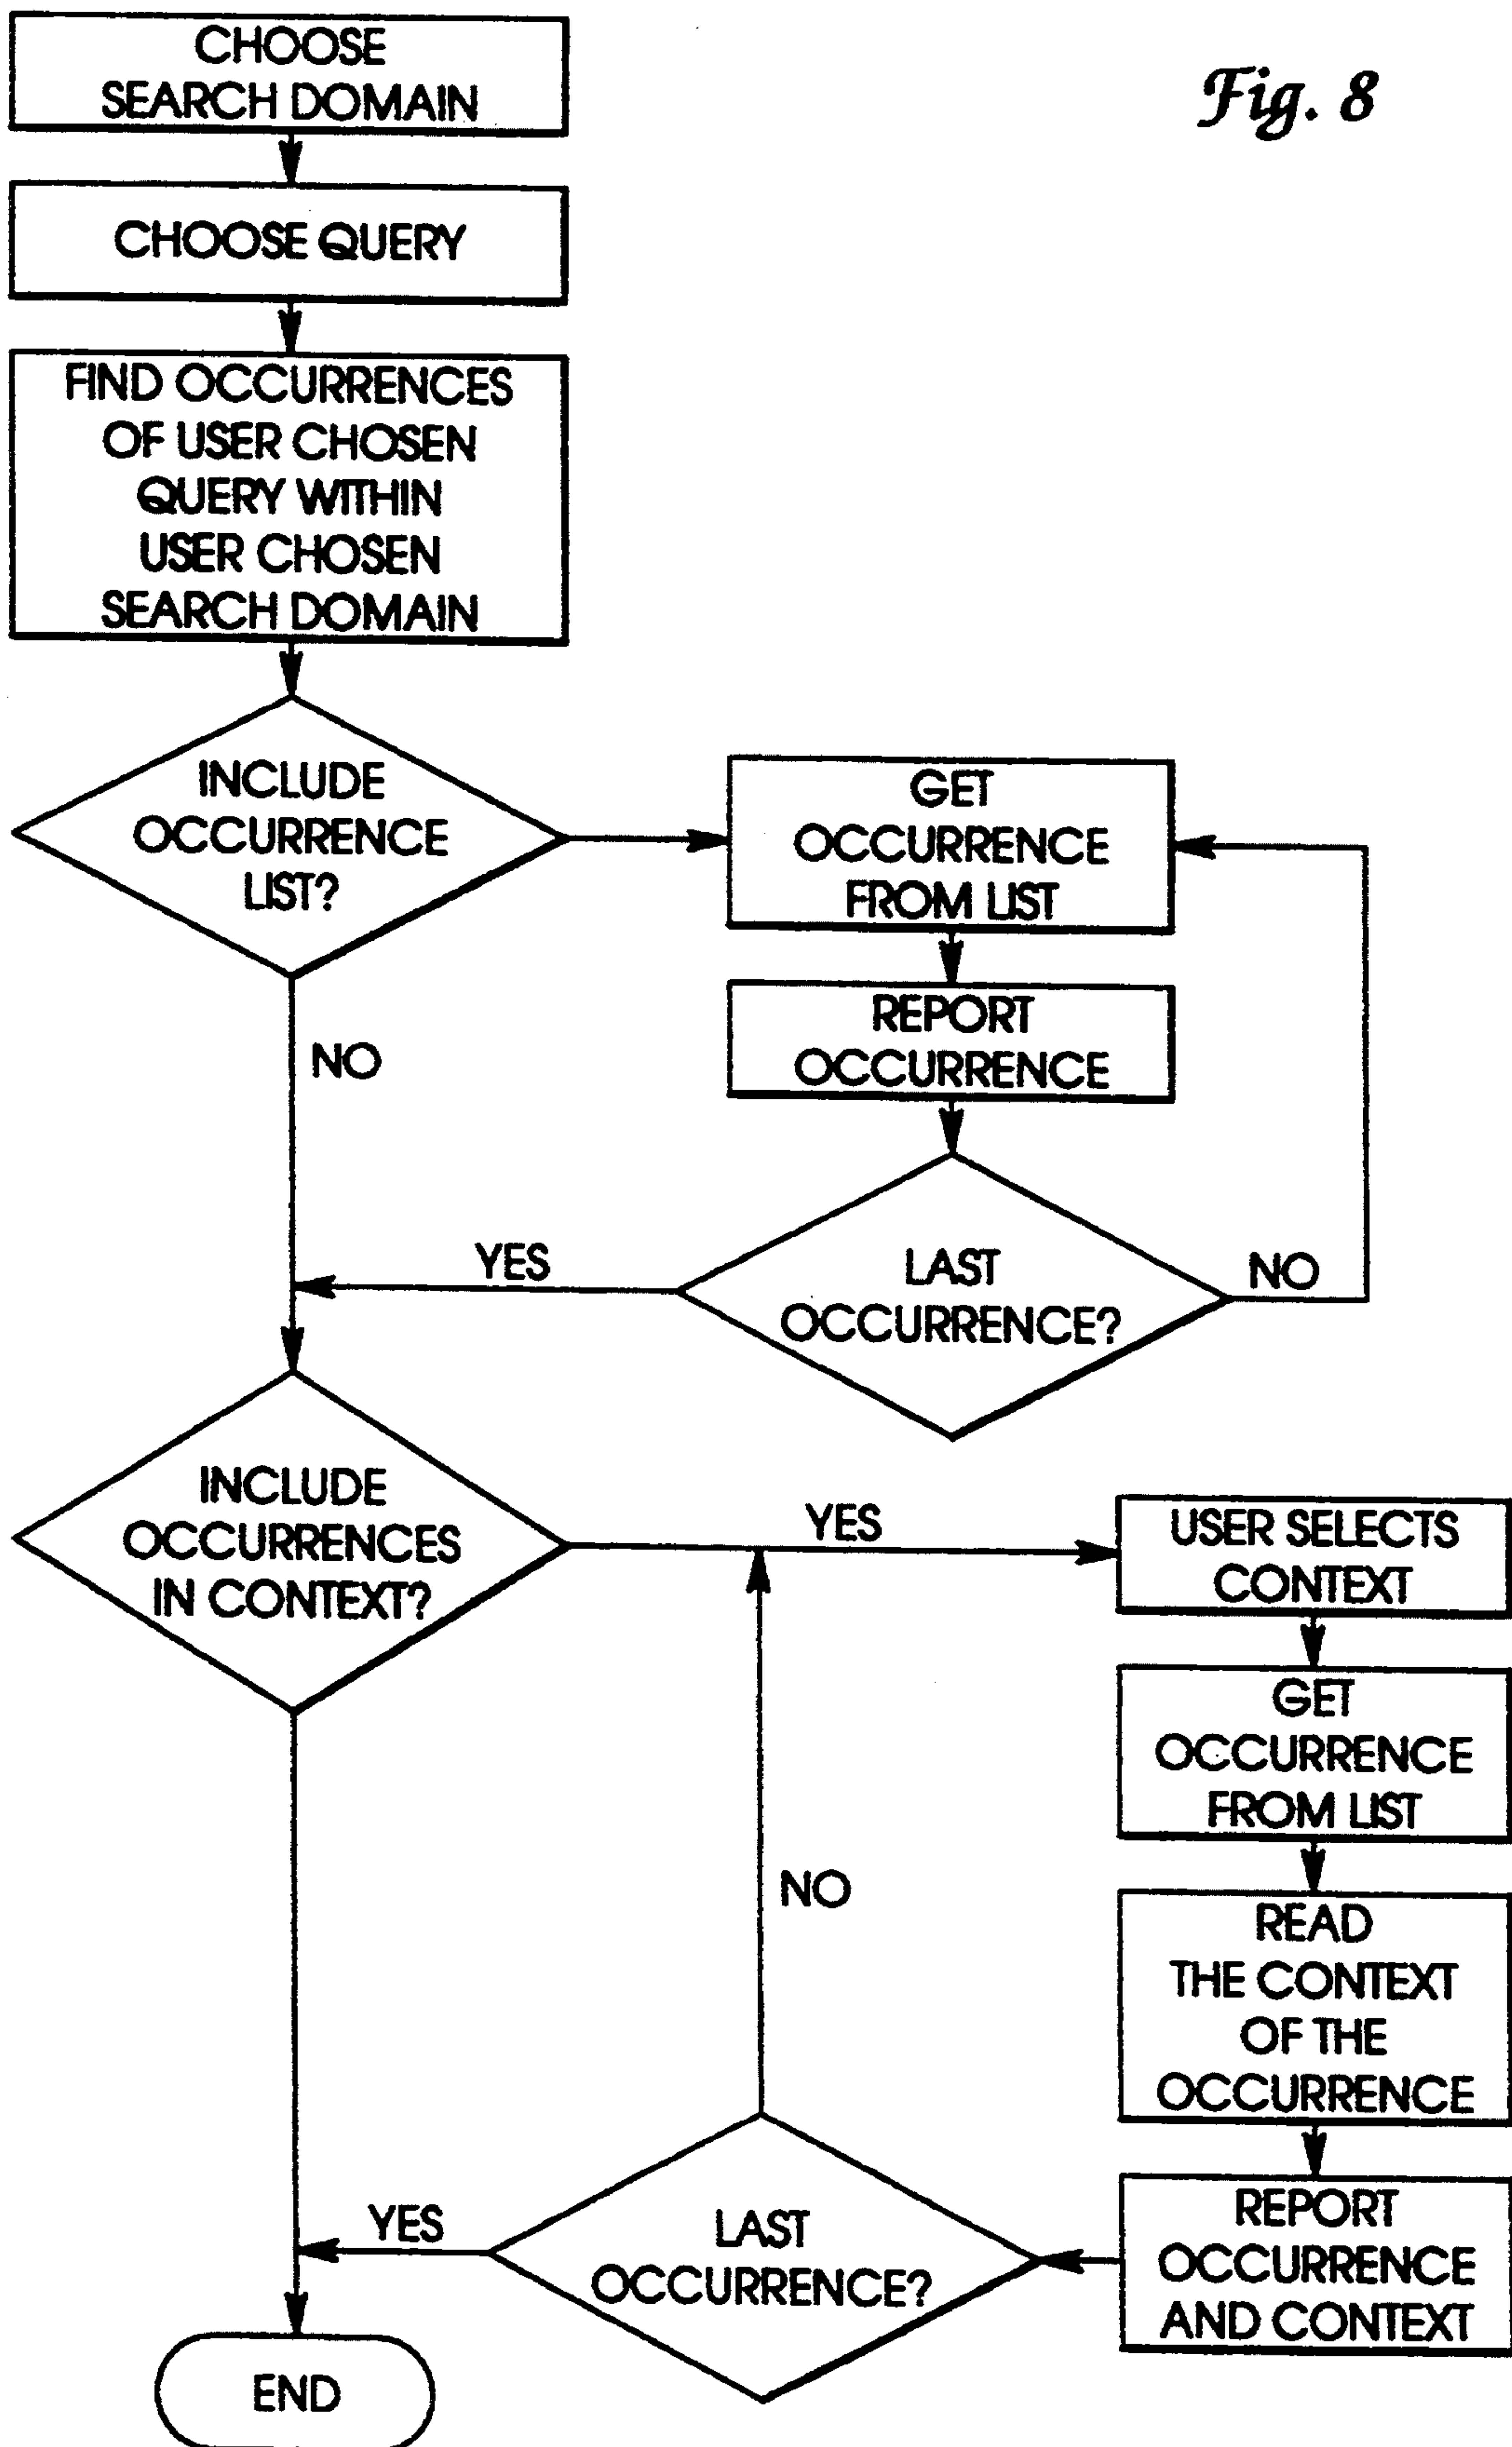 Fig. 8
CHOOSE
SEARCH DOMAIN
CHOOSE QUERY
FIND OCCURRENCES
OF USER CHOSEN
QUERY WITHIN
USER CHOSEN
SEARCH DOMAIN
INCLUDE
OCCURRENCE
LIST?
GET
OCCURRENCE
FROM LIST
REPORT
OCCURRENCE
NO
LAST
OCCURRENCE?
YES
NO
INCLUDE
OCCURRENCES
IN CONTEXT?
YES
USER SELECTS
CONTEXT
GET
OCCURRENCE
FROM LIST
READ
THE CONTEXT
OF THE
OCCURRENCE
REPORT
OCCURRENCE
AND CONTEXT
LAST
OCCURRENCE?
NO
YES
END